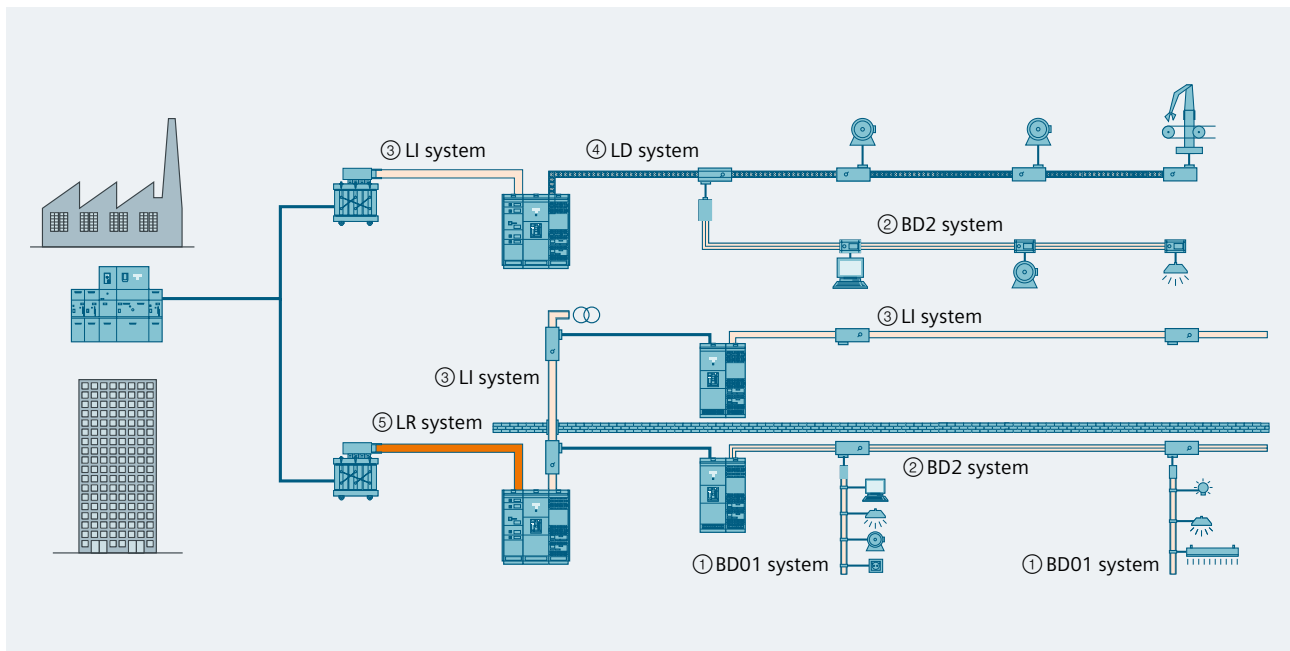 ③ LI system
④ LD system
② BD2 system
③ LI system
③ LI system
⑤ LR system
② BD2 system
① BD01 system
① BD01 system